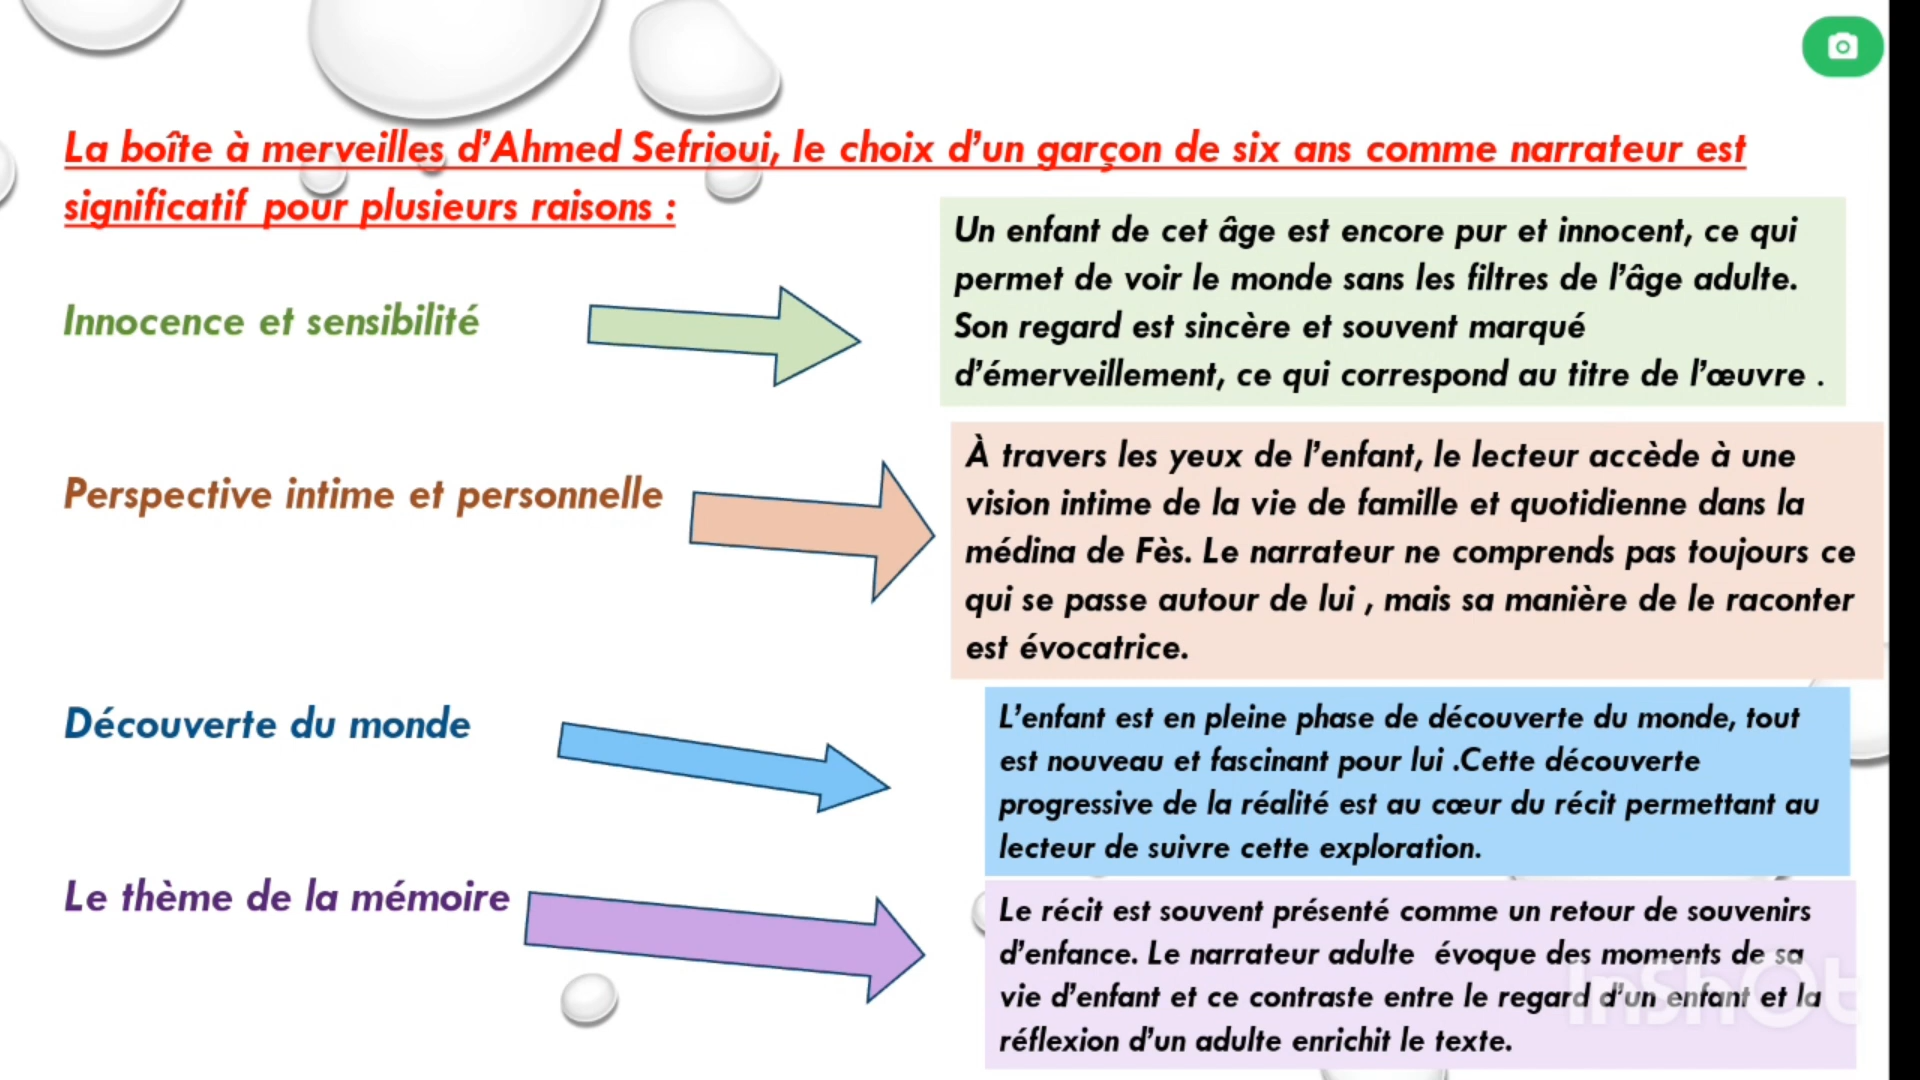 La boîte à merveilles d’Ahmed Sefrioui, le choix d’un garçon de six ans comme narrateur est
significatif pour plusieurs raisons :
Innocence et sensibilité
Un enfant de cet âge est encore pur et innocent, ce qui
permet de voir le monde sans les filtres de l’âge adulte.
Son regard est sincère et souvent marqué
d’émerveillement, ce qui correspond au titre de l’œuvre .
Perspective intime et personnelle
À travers les yeux de l’enfant, le lecteur accède à une
vision intime de la vie de famille et quotidienne dans la
médina de Fès. Le narrateur ne comprends pas toujours ce
qui se passe autour de lui , mais sa manière de le raconter
est évocatrice.
Découverte du monde
L’enfant est en pleine phase de découverte du monde, tout
est nouveau et fascinant pour lui .Cette découverte
progressive de la réalité est au cœur du récit permettant au
lecteur de suivre cette exploration.
Le thème de la mémoire
Le récit est souvent présenté comme un retour de souvenirs
d’enfance. Le narrateur adulte  évoque des moments de sa
vie d’enfant et ce contraste entre le regard d’un enfant et la
réflexion d’un adulte enrichit le texte.
InShOt